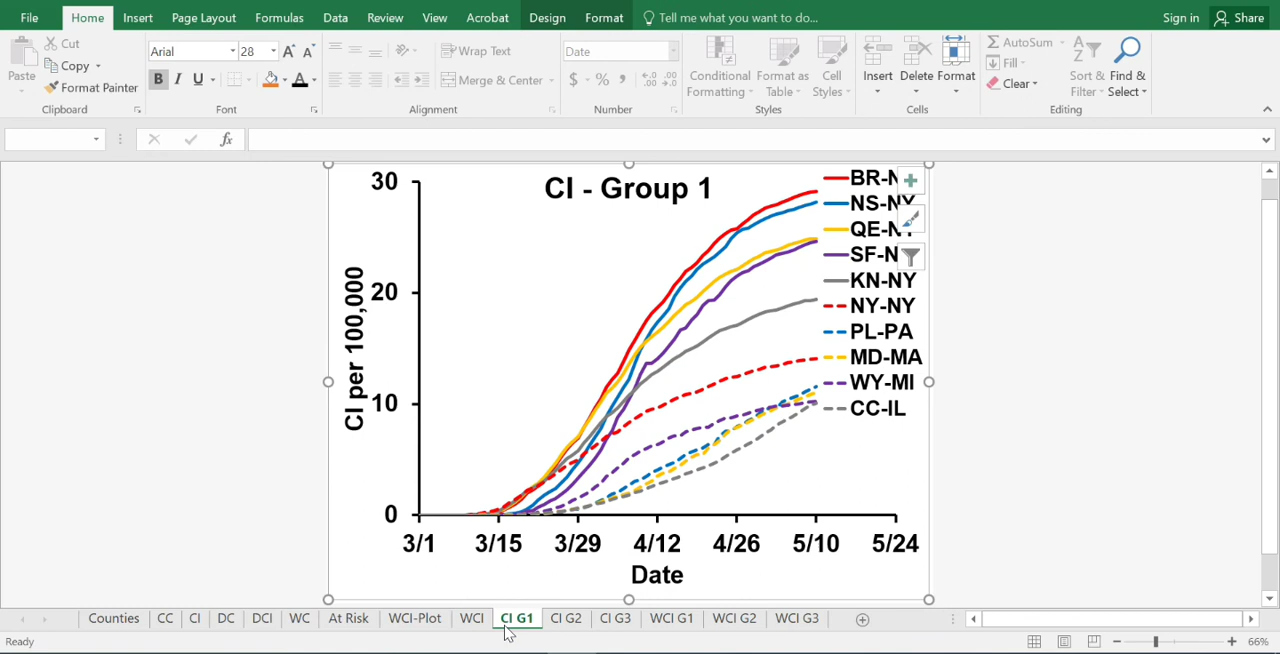 File Home Insert Page Layout Formulas Data Review View Acrobat Design Format Tell me what you want to do... Sign in Share
Cut
Copy
Format Painter
Paste
Clipboard
Arial 28 A A
B I U A
Font
Wrap Text
Merge & Center
Alignment
Date
$ % ,
Number
Conditional Formatting
Format as Table
Cell Styles
Styles
Insert Delete Format
Cells
AutoSum
Fill
Clear
Sort & Filter
Find & Select
Editing
fx
CI - Group 1
CI per 100,000
30
20
10
0
3/1 3/15 3/29 4/12 4/26 5/10 5/24
Date
BR-N
NS-NY
QE-NY
SF-N
KN-NY
NY-NY
PL-PA
MD-MA
WY-MI
CC-IL
Counties CC CI DC DCI WC At Risk WCI-Plot WCI CI G1 CI G2 CI G3 WCI G1 WCI G2 WCI G3
Ready
66%